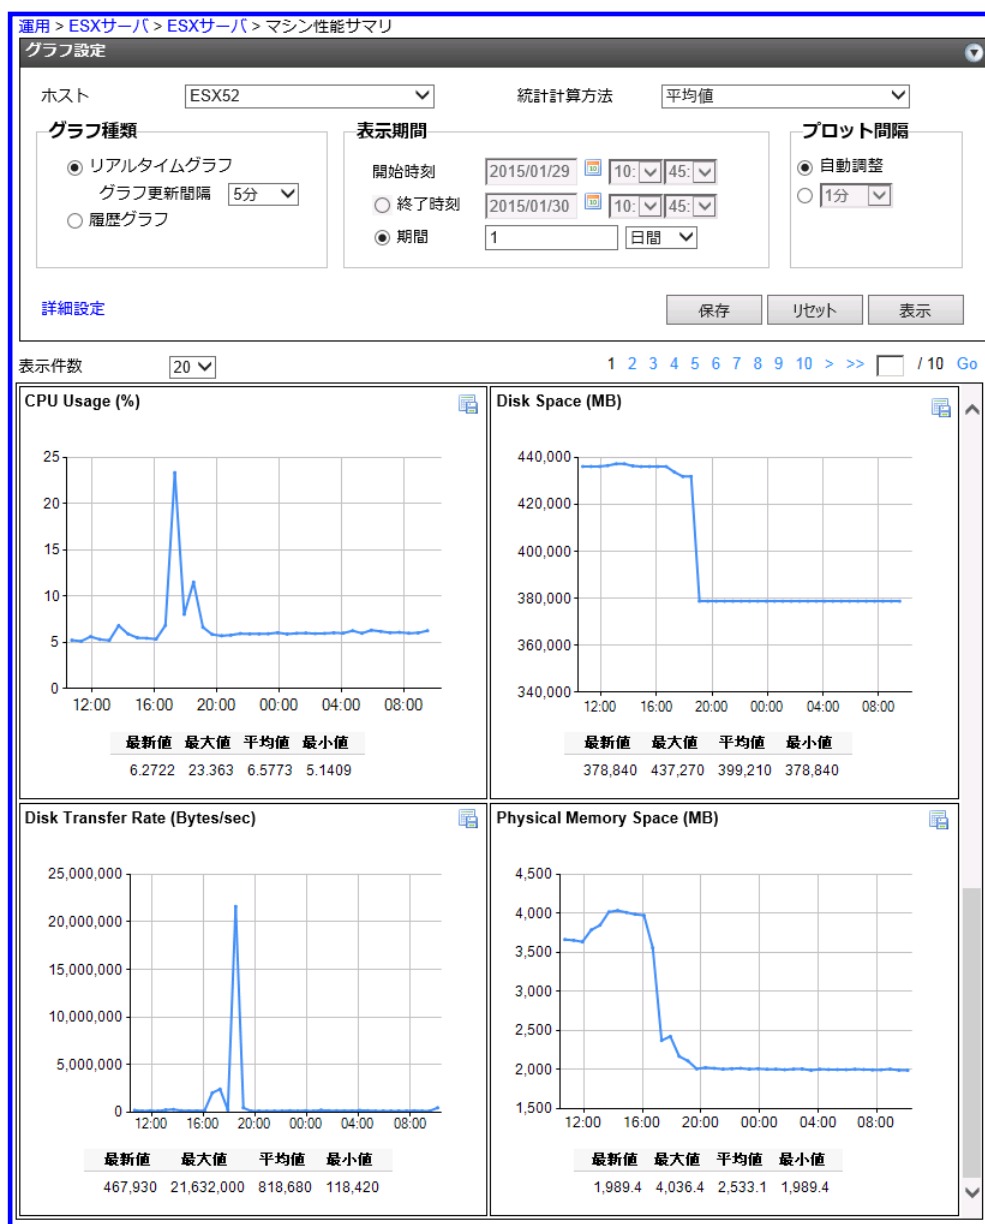 運用 > ESXサーバ > ESXサーバ > マシン性能サマリ
グラフ設定
ホスト ESX52 統計計算方法 平均値
グラフ種類 表示期間 プロット間隔
リアルタイムグラフ 開始時刻 2015/01/29 10: 45: 自動調整
グラフ更新間隔 5分 終了時刻 2015/01/30 10: 45: 1分
履歴グラフ 期間 1 日間
詳細設定 保存 リセット 表示
表示件数 20 1 2 3 4 5 6 7 8 9 10 > >> / 10 Go
CPU Usage (%)
25
20
15
10
5
0
12:00 16:00 20:00 00:00 04:00 08:00
最新値 最大値 平均値 最小値
6.2722 23.363 6.5773 5.1409
Disk Space (MB)
440,000
420,000
400,000
380,000
360,000
340,000
12:00 16:00 20:00 00:00 04:00 08:00
最新値 最大値 平均値 最小値
378,840 437,270 399,210 378,840
Disk Transfer Rate (Bytes/sec)
25,000,000
20,000,000
15,000,000
10,000,000
5,000,000
0
12:00 16:00 20:00 00:00 04:00 08:00
最新値 最大値 平均値 最小値
467,930 21,632,000 818,680 118,420
Physical Memory Space (MB)
4,500
4,000
3,500
3,000
2,500
2,000
1,500
12:00 16:00 20:00 00:00 04:00 08:00
最新値 最大値 平均値 最小値
1,989.4 4,036.4 2,533.1 1,989.4